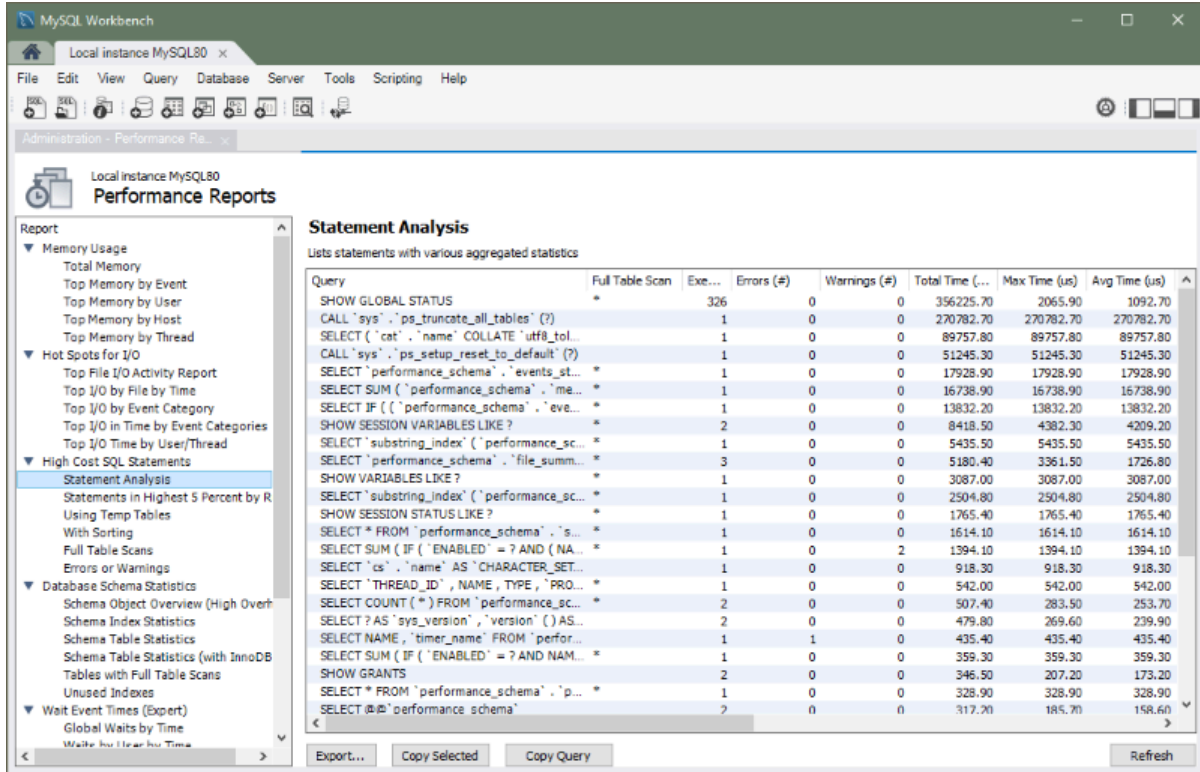 MySQL Workbench
Local instance MySQL80
File Edit View Query Database Server Tools Scripting Help
Administration - Performance Re...
Local instance MySQL80
Performance Reports
Report
Memory Usage
Total Memory
Top Memory by Event
Top Memory by User
Top Memory by Host
Top Memory by Thread
Hot Spots for I/O
Top File I/O Activity Report
Top I/O by File by Time
Top I/O by Event Category
Top I/O in Time by Event Categories
Top I/O Time by User/Thread
High Cost SQL Statements
Statement Analysis
Statements in Highest 5 Percent by R
Using Temp Tables
With Sorting
Full Table Scans
Errors or Warnings
Database Schema Statistics
Schema Object Overview (High Overh
Schema Index Statistics
Schema Table Statistics
Schema Table Statistics (with InnoDB
Tables with Full Table Scans
Unused Indexes
Wait Event Times (Expert)
Global Waits by Time
Waits by User by Time
Statement Analysis
Lists statements with various aggregated statistics
Query Full Table Scan Exe... Errors (#) Warnings (#) Total Time (... Max Time (us) Avg Time (us)
SHOW GLOBAL STATUS * 326 0 0 356225.70 2065.90 1092.70
CALL `sys` . `ps_truncate_all_tables` (?) 1 0 0 270782.70 270782.70 270782.70
SELECT ( `cat` . `name` COLLATE `utf8_tol... 1 0 0 89757.80 89757.80 89757.80
CALL `sys` . `ps_setup_reset_to_default` (?) 1 0 0 51245.30 51245.30 51245.30
SELECT `performance_schema` . `events_st... * 1 0 0 17928.90 17928.90 17928.90
SELECT SUM ( `performance_schema` . `me... * 1 0 0 16738.90 16738.90 16738.90
SELECT IF ( ( `performance_schema` . `eve... * 1 0 0 13832.20 13832.20 13832.20
SHOW SESSION VARIABLES LIKE ? * 2 0 0 8418.50 4382.30 4209.20
SELECT `substring_index` ( `performance_sc... * 1 0 0 5435.50 5435.50 5435.50
SELECT `performance_schema` . `file_summ... * 3 0 0 5180.40 3361.50 1726.80
SHOW VARIABLES LIKE ? * 1 0 0 3087.00 3087.00 3087.00
SELECT `substring_index` ( `performance_sc... * 1 0 0 2504.80 2504.80 2504.80
SHOW SESSION STATUS LIKE ? * 1 0 0 1765.40 1765.40 1765.40
SELECT * FROM `performance_schema` . `s... * 1 0 0 1614.10 1614.10 1614.10
SELECT SUM ( IF ( `ENABLED` = ? AND ( NA... * 1 0 2 1394.10 1394.10 1394.10
SELECT `cs` . `name` AS `CHARACTER_SET... 1 0 0 918.30 918.30 918.30
SELECT `THREAD_ID` , NAME , TYPE , `PRO... * 1 0 0 542.00 542.00 542.00
SELECT COUNT ( * ) FROM `performance_sc... * 2 0 0 507.40 283.50 253.70
SELECT ? AS `sys_version` , `version` ( ) AS... 2 0 0 479.80 269.60 239.90
SELECT NAME , `timer_name` FROM `perfor... 1 1 0 435.40 435.40 435.40
SELECT SUM ( IF ( `ENABLED` = ? AND NAM... * 1 0 0 359.30 359.30 359.30
SHOW GRANTS 2 0 0 346.50 207.20 173.20
SELECT * FROM `performance_schema` . `p... * 1 0 0 328.90 328.90 328.90
SELECT @@`performance_schema` 2 0 0 317.20 185.70 158.60
Export... Copy Selected Copy Query Refresh